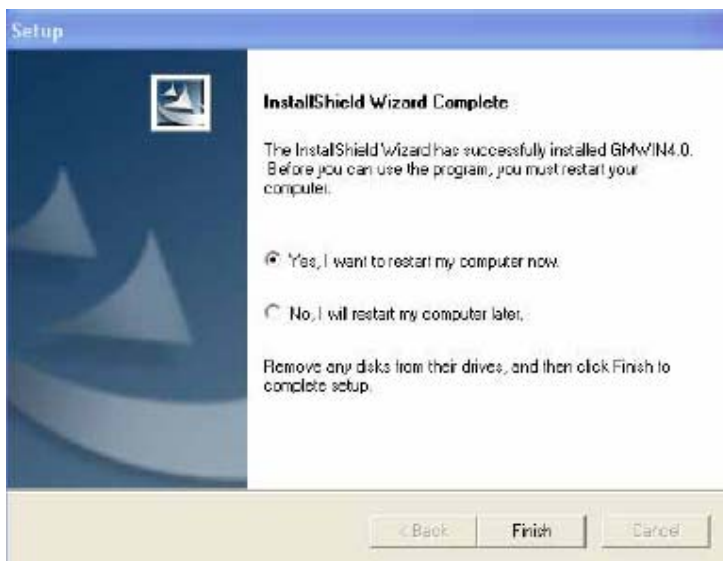 Setup
InstallShield Wizard Complete
The InstallShield Wizard has successfully installed GMWIN4.0.
Before you can use the program, you must restart your
computer.
Yes, I want to restart my computer now.
No, I will restart my computer later.
Remove any disks from their drives, and then click Finish to
complete setup.
< Back
Finish
Cancel